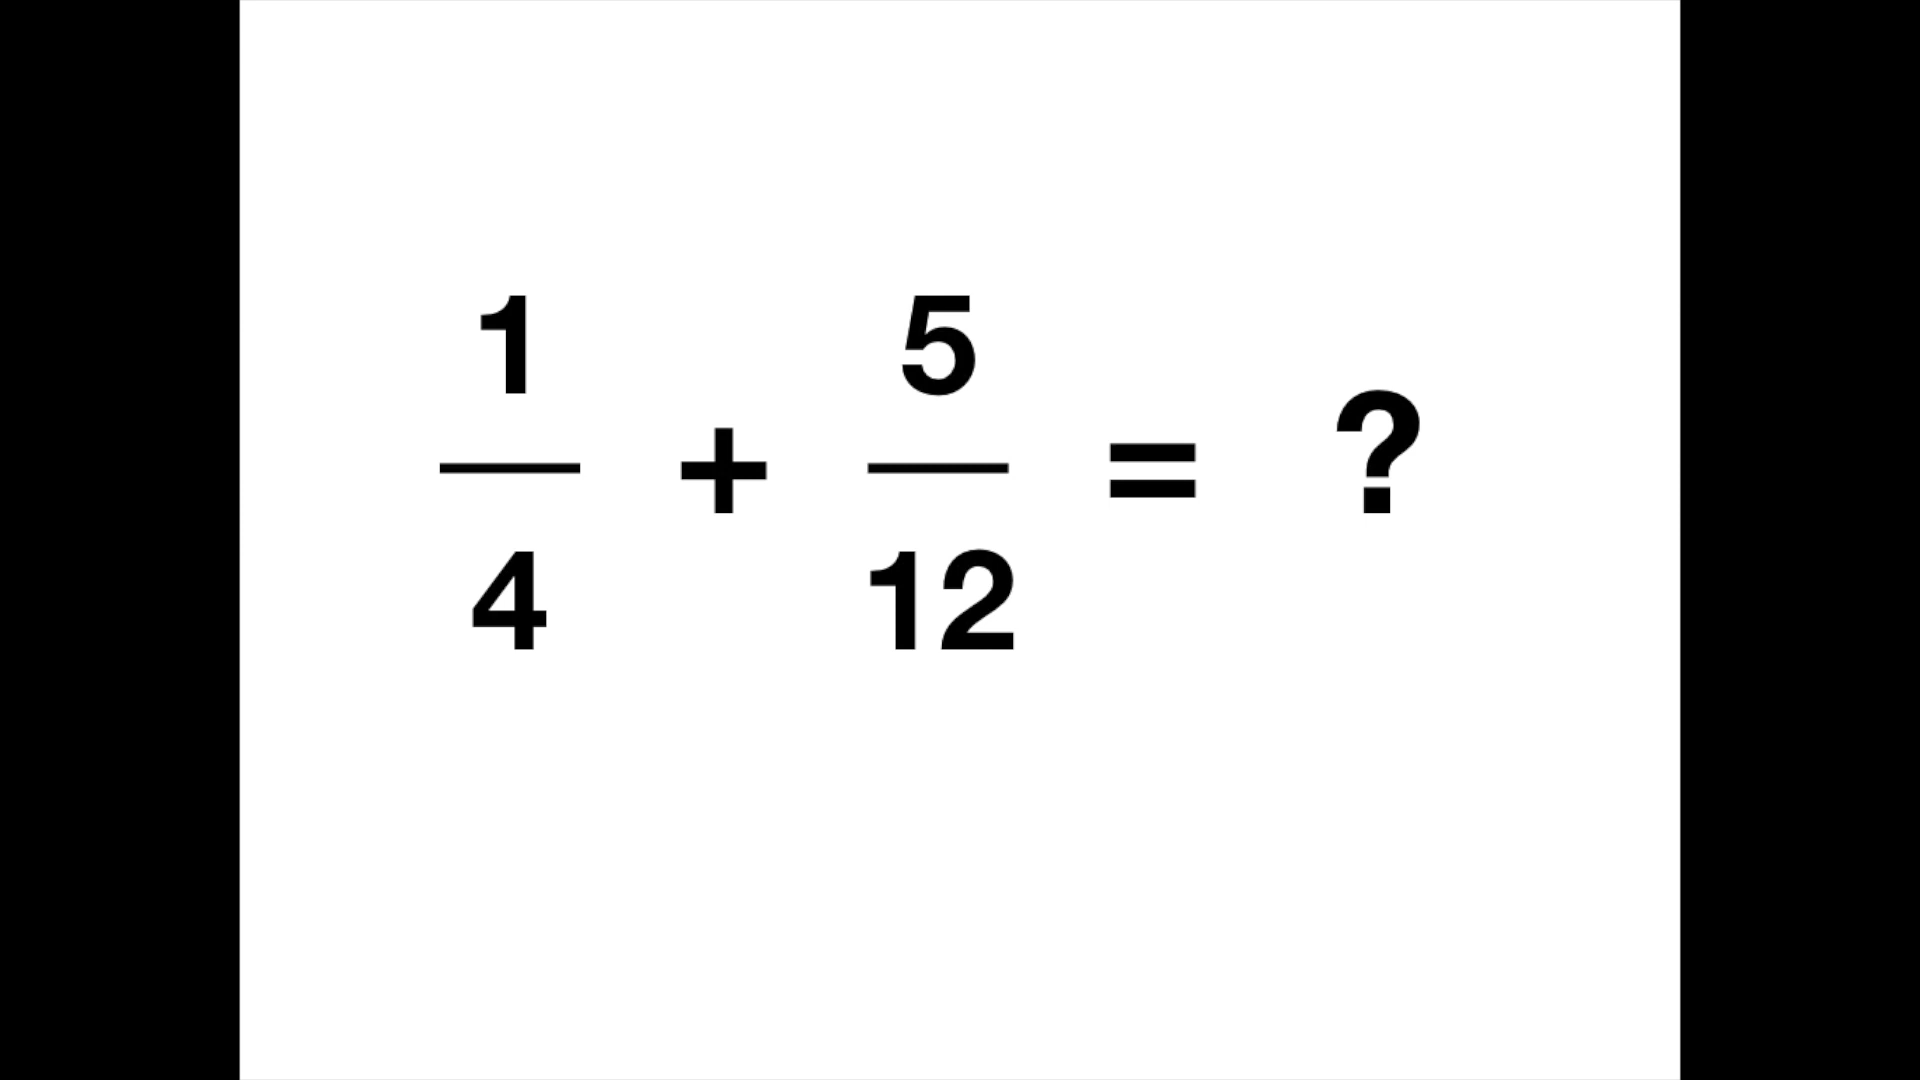 1/4 + 5/12 = ?